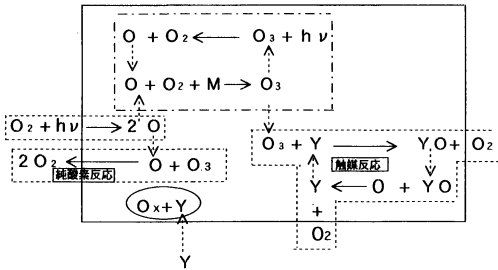 O + O₂ ← O₃ + hν
O + O₂ + M → O₃
O₂ + hν → 2 O
O₃ + Y → YO + O₂
2 O₂ ← O + O₃
純酸素反応
触媒反応
Y ← O + YO
+
O₂
Oₓ + Y
Y